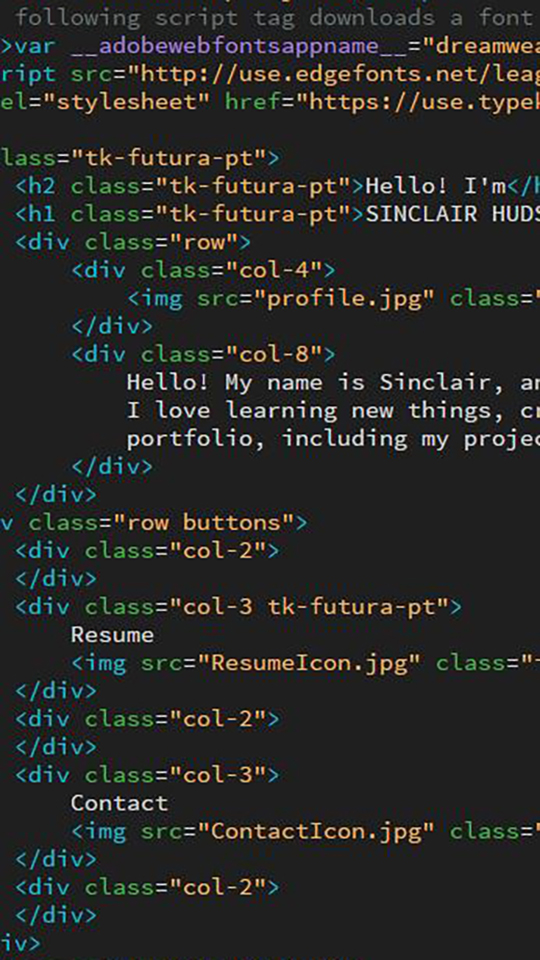 following script tag downloads a font
>var __adobewebfontsappname__="dreamwea
ript src="http://use.edgefonts.net/leag
el="stylesheet" href="https://use.typek
lass="tk-futura-pt">
<h2 class="tk-futura-pt">Hello! I'm</h
<h1 class="tk-futura-pt">SINCLAIR HUDS
<div class="row">
<div class="col-4">
<img src="profile.jpg" class="
</div>
<div class="col-8">
Hello! My name is Sinclair, an
I love learning new things, cr
portfolio, including my projec
</div>
</div>
v class="row buttons">
<div class="col-2">
</div>
<div class="col-3 tk-futura-pt">
Resume
<img src="ResumeIcon.jpg" class="
</div>
<div class="col-2">
</div>
<div class="col-3">
Contact
<img src="ContactIcon.jpg" class="
</div>
<div class="col-2">
</div>
iv>